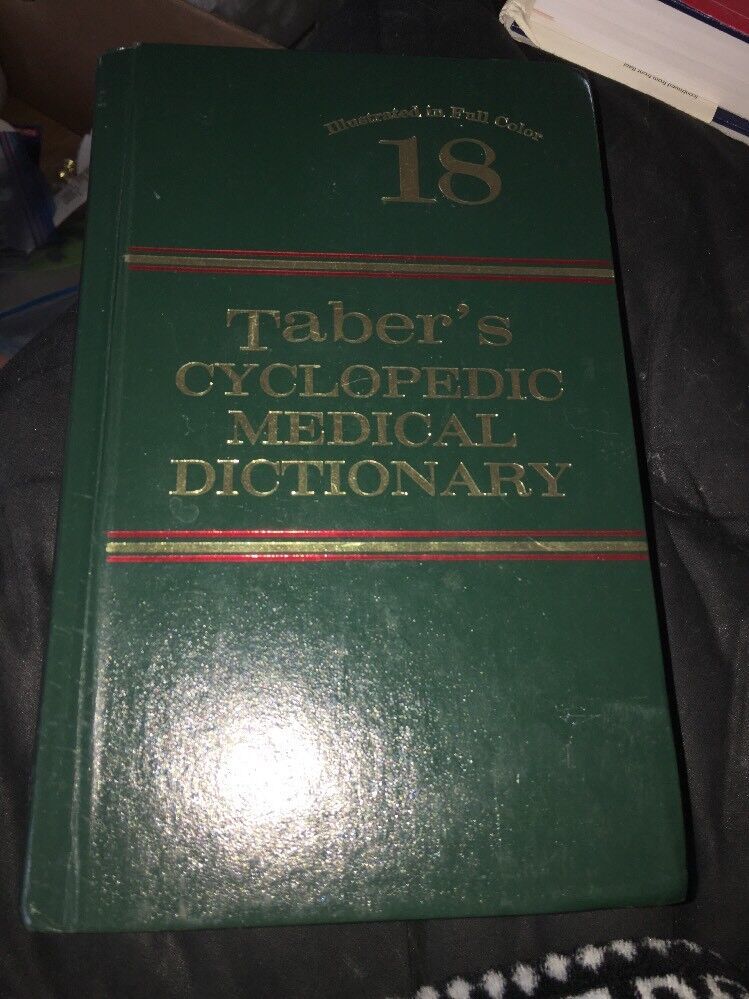 Illustrated in Full Color
18
Taber's
CYCLOPEDIC
MEDICAL
DICTIONARY